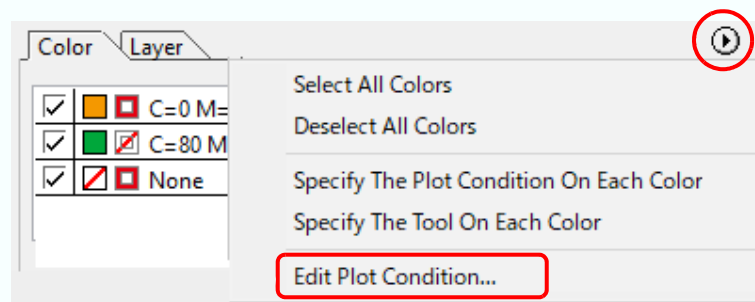 Color Layer
Select All Colors
Deselect All Colors
C=0 M=
C=80 M
None
Specify The Plot Condition On Each Color
Specify The Tool On Each Color
Edit Plot Condition...